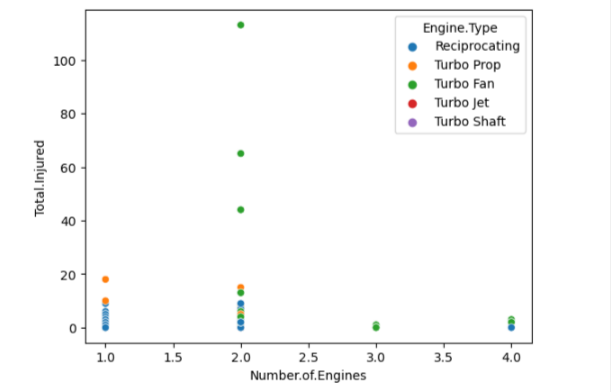 Engine.Type
Reciprocating
Turbo Prop
Turbo Fan
Turbo Jet
Turbo Shaft
Total.Injured
100
80
60
40
20
0
1.0 1.5 2.0 2.5 3.0 3.5 4.0
Number.of.Engines